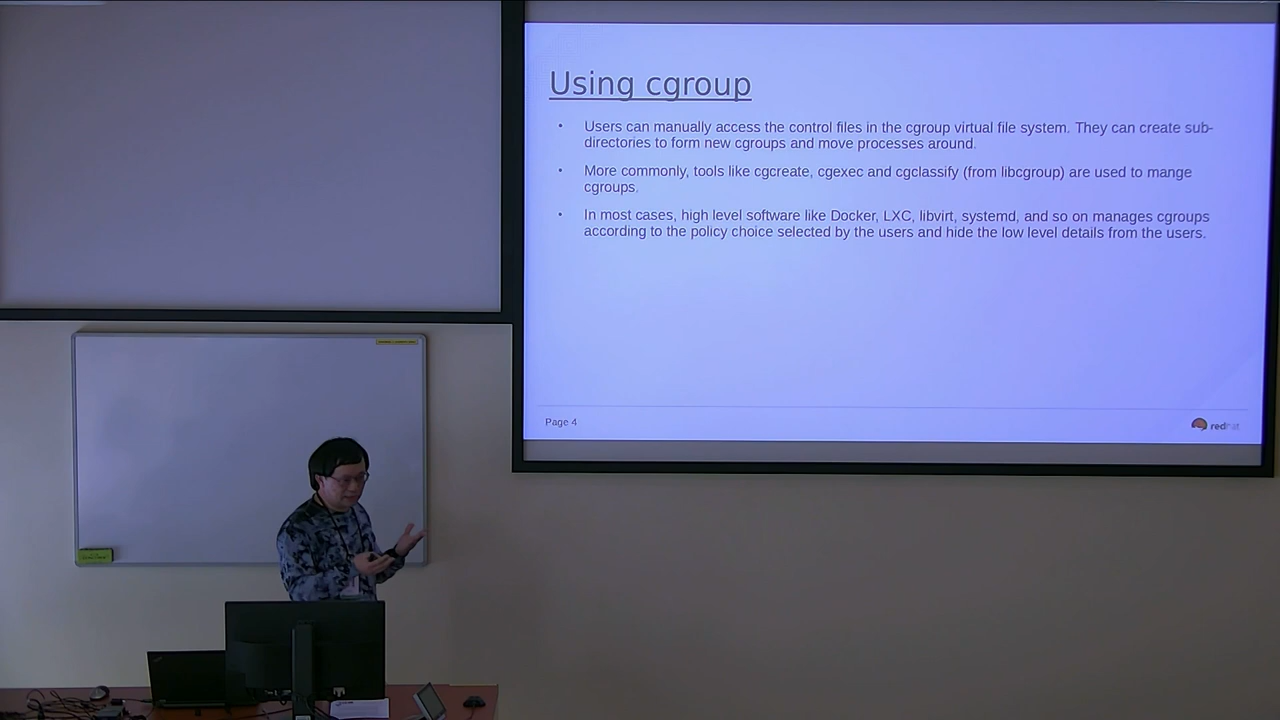 Using cgroup
• Users can manually access the control files in the cgroup virtual file system. They can create sub-
directories to form new cgroups and move processes around.
• More commonly, tools like cgcreate, cgexec and cgclassify (from libcgroup) are used to mange
cgroups.
• In most cases, high level software like Docker, LXC, libvirt, systemd, and so on manages cgroups
according to the policy choice selected by the users and hide the low level details from the users.
Page 4
redhat